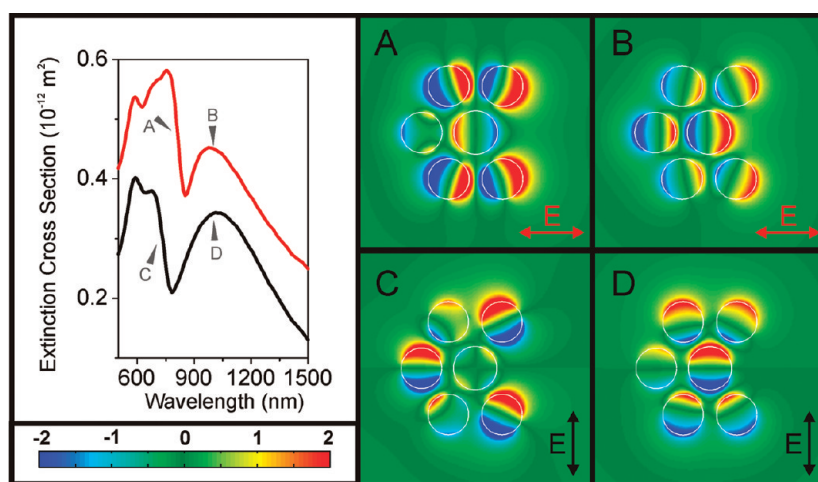 Extinction Cross Section (10⁻¹² m²)
0.6
0.4
0.2
A
B
C
D
600 900 1200 1500
Wavelength (nm)
-2 -1 0 1 2
A
E
B
E
C
E
D
E